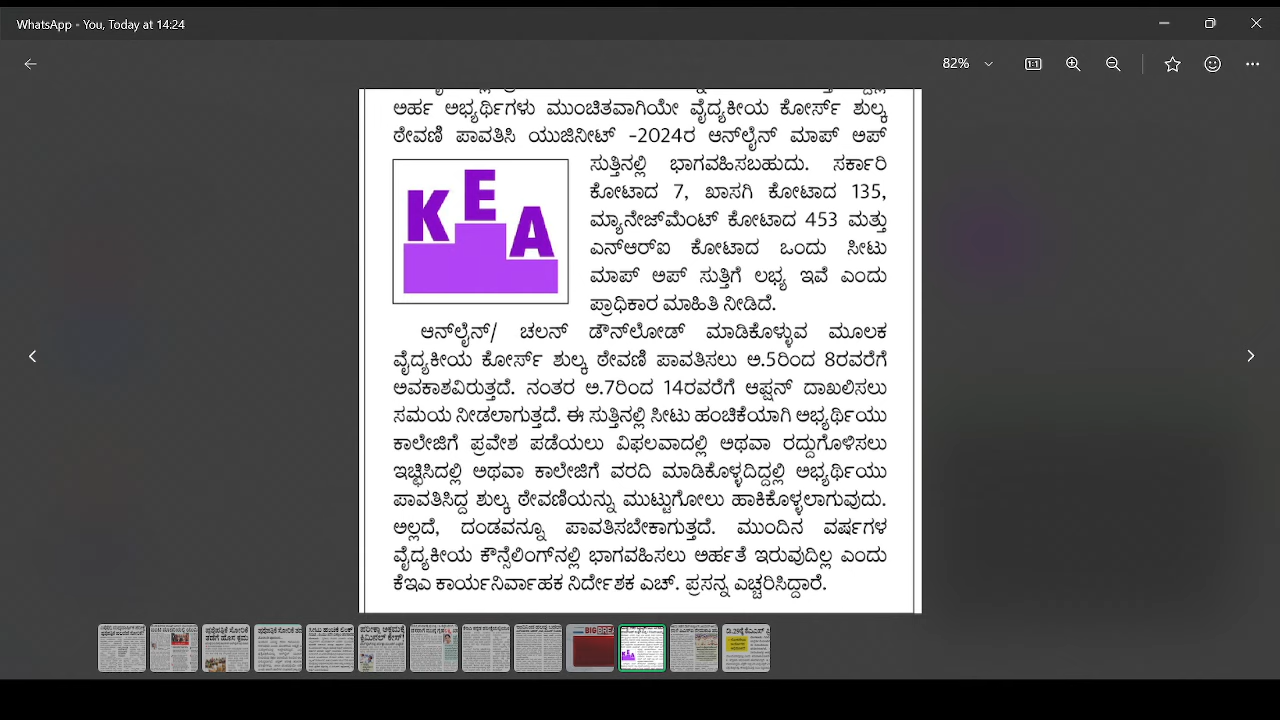 WhatsApp - You, Today at 14:24
82%
1:1
ಅರ್ಹ ಅಭ್ಯರ್ಥಿಗಳು ಮುಂಚಿತವಾಗಿಯೇ ವೈದ್ಯಕೀಯ ಕೋರ್ಸ್ ಶುಲ್ಕ
ಠೇವಣಿ ಪಾವತಿಸಿ ಯುಜಿನೀಟ್ -2024ರ ಆನ್‌ಲೈನ್ ಮಾಪ್ ಅಪ್
ಸುತ್ತಿನಲ್ಲಿ ಭಾಗವಹಿಸಬಹುದು. ಸರ್ಕಾರಿ
ಕೋಟಾದ 7, ಖಾಸಗಿ ಕೋಟಾದ 135,
ಮ್ಯಾನೇಜ್‌ಮೆಂಟ್ ಕೋಟಾದ 453 ಮತ್ತು
ಎನ್‌ಆರ್‌ಐ ಕೋಟಾದ ಒಂದು ಸೀಟು
ಮಾಪ್ ಅಪ್ ಸುತ್ತಿಗೆ ಲಭ್ಯ ಇವೆ ಎಂದು
ಪ್ರಾಧಿಕಾರ ಮಾಹಿತಿ ನೀಡಿದೆ.
KEA
ಆನ್‌ಲೈನ್/ ಚಲನ್ ಡೌನ್‌ಲೋಡ್ ಮಾಡಿಕೊಳ್ಳುವ ಮೂಲಕ
ವೈದ್ಯಕೀಯ ಕೋರ್ಸ್ ಶುಲ್ಕ ಠೇವಣಿ ಪಾವತಿಸಲು ಅ.5ರಿಂದ 8ರವರೆಗೆ
ಅವಕಾಶವಿರುತ್ತದೆ. ನಂತರ ಅ.7ರಿಂದ 14ರವರೆಗೆ ಆಪ್ಷನ್ ದಾಖಲಿಸಲು
ಸಮಯ ನೀಡಲಾಗುತ್ತದೆ. ಈ ಸುತ್ತಿನಲ್ಲಿ ಸೀಟು ಹಂಚಿಕೆಯಾಗಿ ಅಭ್ಯರ್ಥಿಯು
ಕಾಲೇಜಿಗೆ ಪ್ರವೇಶ ಪಡೆಯಲು ವಿಫಲವಾದಲ್ಲಿ ಅಥವಾ ರದ್ದುಗೊಳಿಸಲು
ಇಚ್ಛಿಸಿದಲ್ಲಿ ಅಥವಾ ಕಾಲೇಜಿಗೆ ವರದಿ ಮಾಡಿಕೊಳ್ಳದಿದ್ದಲ್ಲಿ ಅಭ್ಯರ್ಥಿಯು
ಪಾವತಿಸಿದ್ದ ಶುಲ್ಕ ಠೇವಣಿಯನ್ನು ಮುಟ್ಟುಗೋಲು ಹಾಕಿಕೊಳ್ಳಲಾಗುವುದು.
ಅಲ್ಲದೆ, ದಂಡವನ್ನೂ ಪಾವತಿಸಬೇಕಾಗುತ್ತದೆ. ಮುಂದಿನ ವರ್ಷಗಳ
ವೈದ್ಯಕೀಯ ಕೌನ್ಸೆಲಿಂಗ್‌ನಲ್ಲಿ ಭಾಗವಹಿಸಲು ಅರ್ಹತೆ ಇರುವುದಿಲ್ಲ ಎಂದು
ಕೆಇಎ ಕಾರ್ಯನಿರ್ವಾಹಕ ನಿರ್ದೇಶಕ ಎಚ್. ಪ್ರಸನ್ನ ಎಚ್ಚರಿಸಿದ್ದಾರೆ.